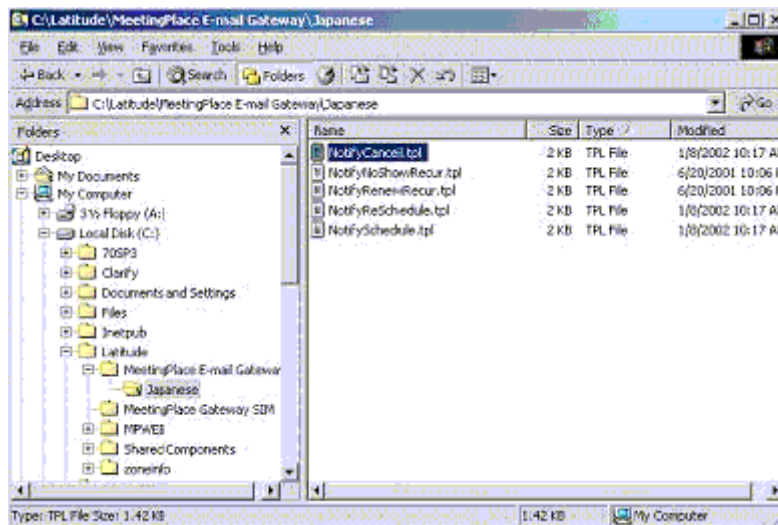 C:\Latitude\MeetingPlace E-mail Gateway\Japanese
File Edit View Favorites Tools Help
Back Search Folders
Address C:\Latitude\MeetingPlace E-mail Gateway\Japanese Go
Folders
Desktop
My Documents
My Computer
3½ Floppy (A:)
Local Disk (C:)
70SP3
Clarify
Documents and Settings
Files
Inetpub
Latitude
MeetingPlace E-mail Gateway
Japanese
MeetingPlace Gateway SIM
MPWEB
SharedComponents
zoneinfo
Name Size Type Modified
NotifyCancel.tpl 2 KB TPL File 1/8/2002 10:17 A
NotifyNoShowRecur.tpl 2 KB TPL File 6/20/2001 10:06
NotifyRenewRecur.tpl 2 KB TPL File 6/20/2001 10:06
NotifyReSchedule.tpl 2 KB TPL File 1/8/2002 10:17 A
NotifySchedule.tpl 2 KB TPL File 1/8/2002 10:17 A
Type: TPL File Size: 1.42 KB 1.42 KB My Computer